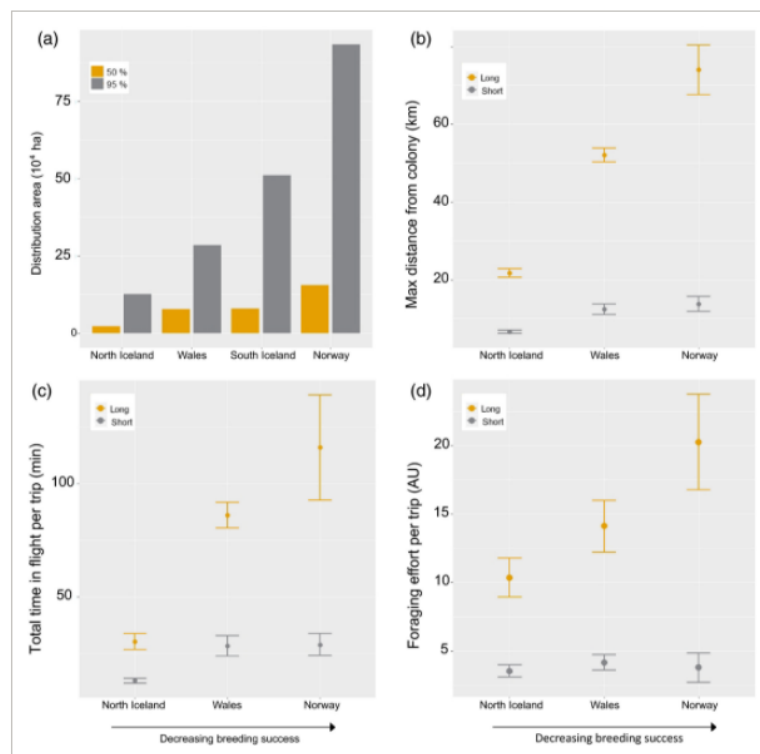 (a)
50 %
95 %
Distribution area (10⁴ ha)
75
50
25
0
North Iceland Wales South Iceland Norway
(b)
Long
Short
Max distance from colony (km)
60
40
20
North Iceland Wales Norway
(c)
Long
Short
Total time in flight per trip (min)
100
50
North Iceland Wales Norway
Decreasing breeding success
(d)
Long
Short
Foraging effort per trip (AU)
20
15
10
5
North Iceland Wales Norway
Decreasing breeding success